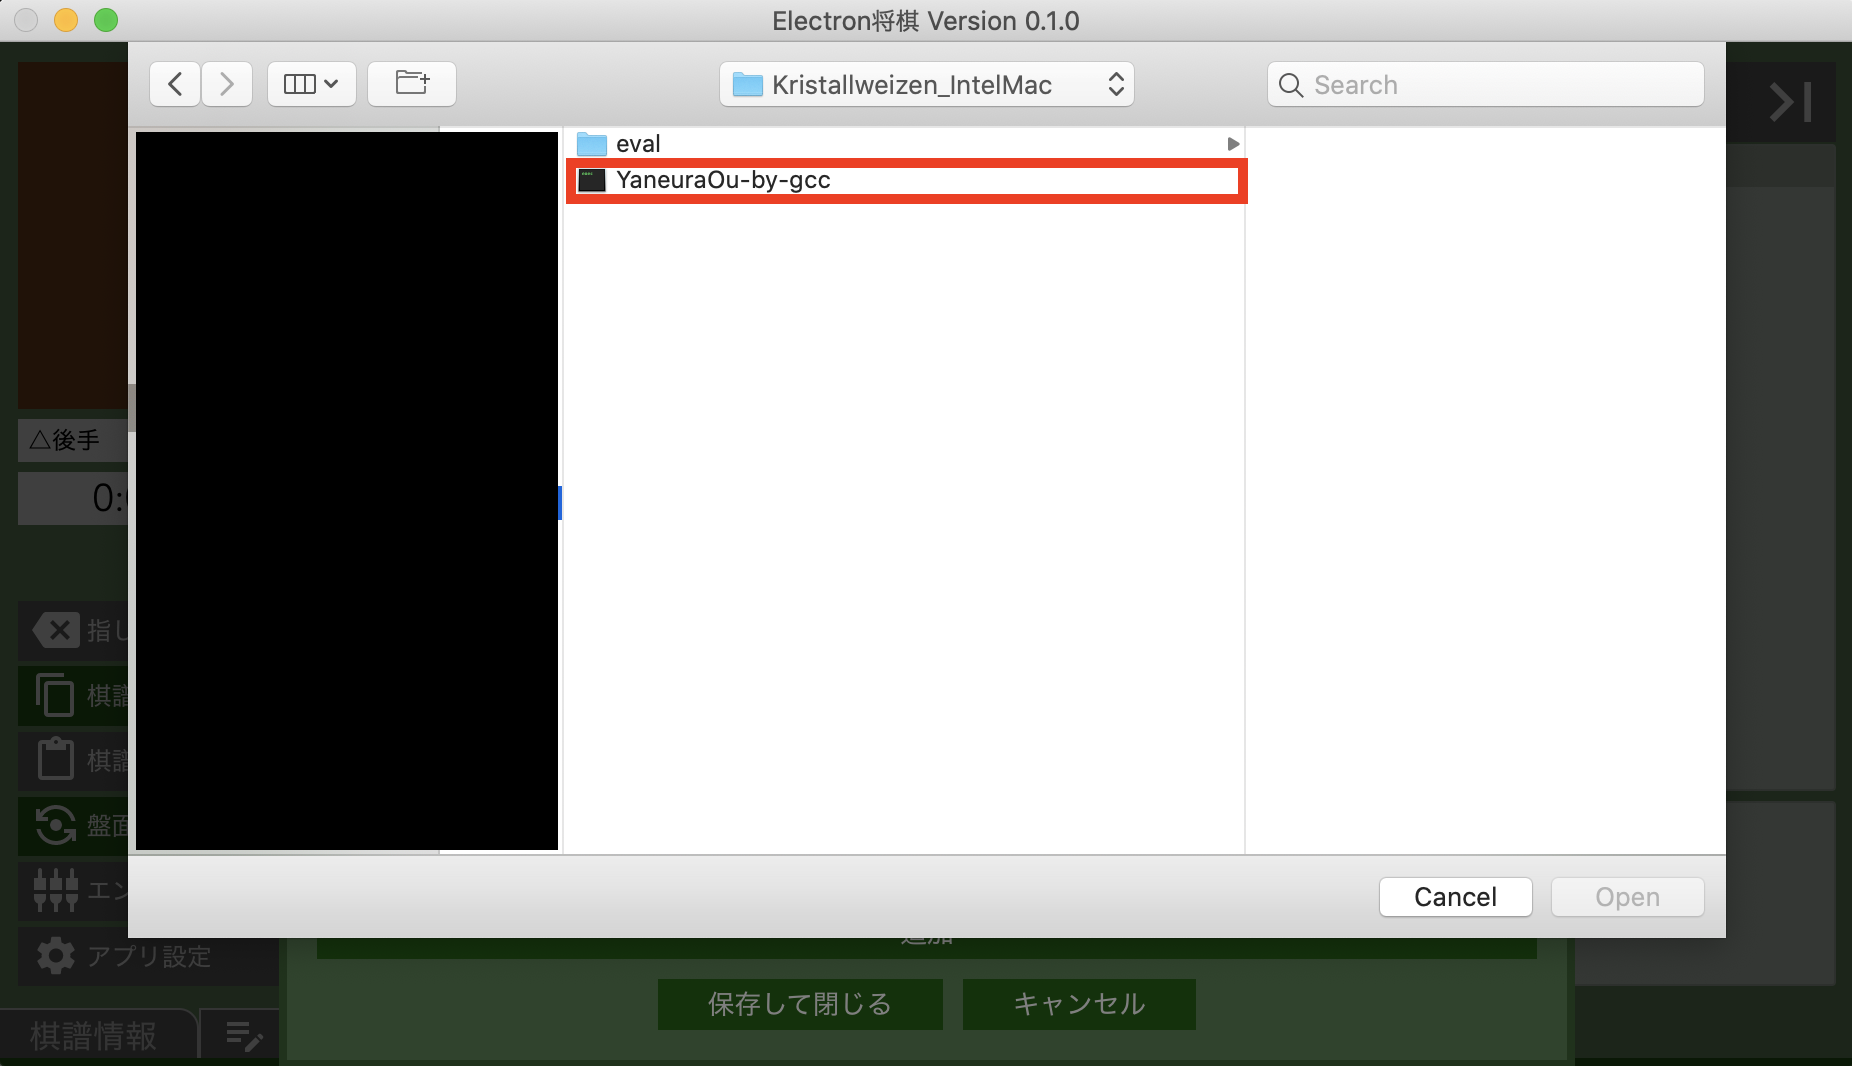 Electron将棋 Version 0.1.0
Kristallweizen_IntelMac
Search
eval
YaneuraOu-by-gcc
△後手
0:
指し
棋譜
棋譜
盤面
エン
アプリ設定
Cancel
Open
追加
保存して閉じる
キャンセル
棋譜情報